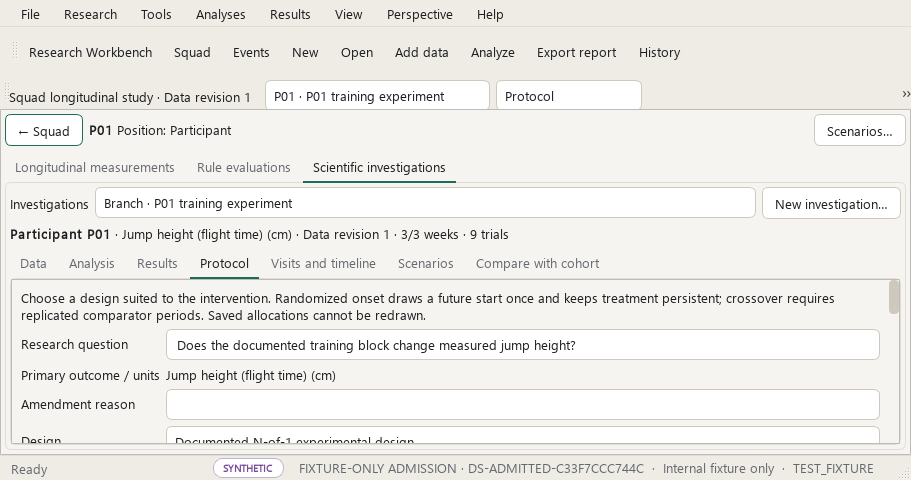 File Research Tools Analyses Results View Perspective Help
Research Workbench Squad Events New Open Add data Analyze Export report History
Squad longitudinal study · Data revision 1 P01 · P01 training experiment Protocol ››
← Squad P01 Position: Participant Scenarios...
Longitudinal measurements Rule evaluations Scientific investigations
Investigations Branch · P01 training experiment New investigation...
Participant P01 · Jump height (flight time) (cm) · Data revision 1 · 3/3 weeks · 9 trials
Data Analysis Results Protocol Visits and timeline Scenarios Compare with cohort
Choose a design suited to the intervention. Randomized onset draws a future start once and keeps treatment persistent; crossover requires
replicated comparator periods. Saved allocations cannot be redrawn.
Research question Does the documented training block change measured jump height?
Primary outcome / units Jump height (flight time) (cm)
Amendment reason
Design Documented N-of-1 experimental design
Ready SYNTHETIC FIXTURE-ONLY ADMISSION · DS-ADMITTED-C33F7CCC744C · Internal fixture only · TEST_FIXTURE